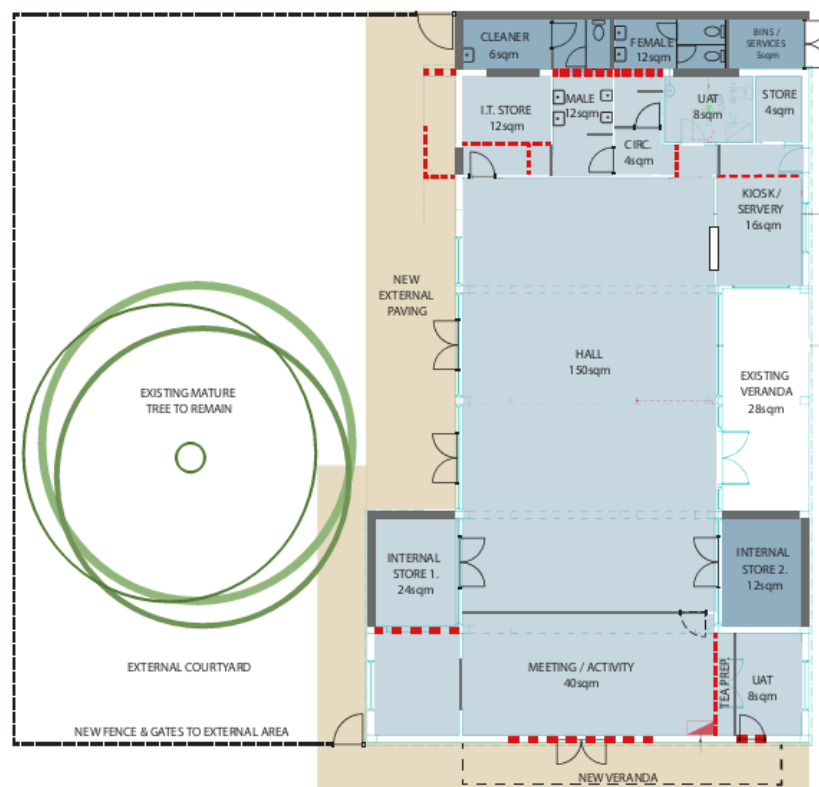 CLEANER
6sqm
FEMALE
12sqm
BINS /
SERVICES
5sqm
I.T. STORE
12sqm
MALE
12sqm
UAT
8sqm
STORE
4sqm
CIRC.
4sqm
KIOSK /
SERVERY
16sqm
NEW
EXTERNAL
PAVING
HALL
150sqm
EXISTING
VERANDA
28sqm
EXISTING MATURE
TREE TO REMAIN
INTERNAL
STORE 1.
24sqm
INTERNAL
STORE 2.
12sqm
EXTERNAL COURTYARD
MEETING / ACTIVITY
40sqm
TEA PREP.
UAT
8sqm
NEW FENCE & GATES TO EXTERNAL AREA
NEW VERANDA